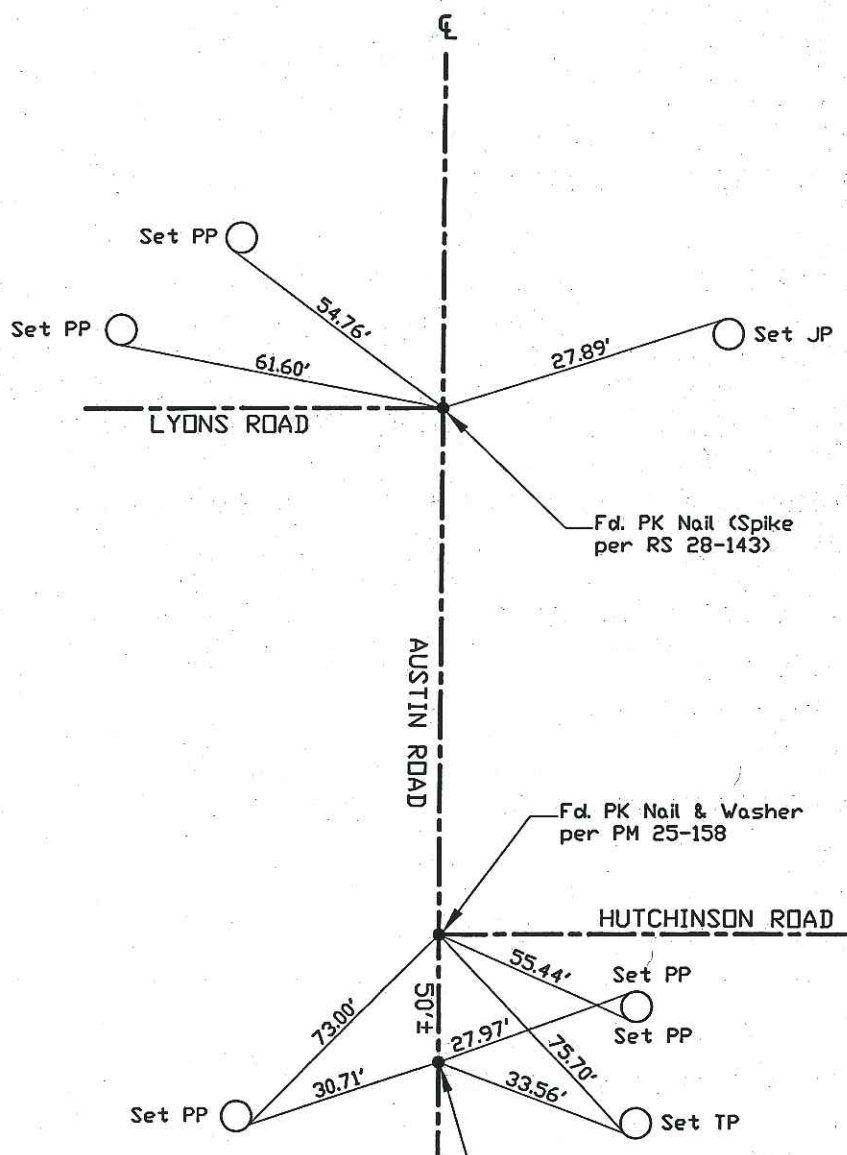 ℄
Set PP
54.76'
Set PP
61.60'
27.89'
Set JP
LYONS ROAD
Fd. PK Nail (Spike
per RS 28-143)
AUSTIN ROAD
Fd. PK Nail & Washer
per PM 25-158
HUTCHINSON ROAD
55.44'
Set PP
73.00'
50'±
27.97'
Set PP
75.70'
30.71'
33.56'
Set PP
Set TP